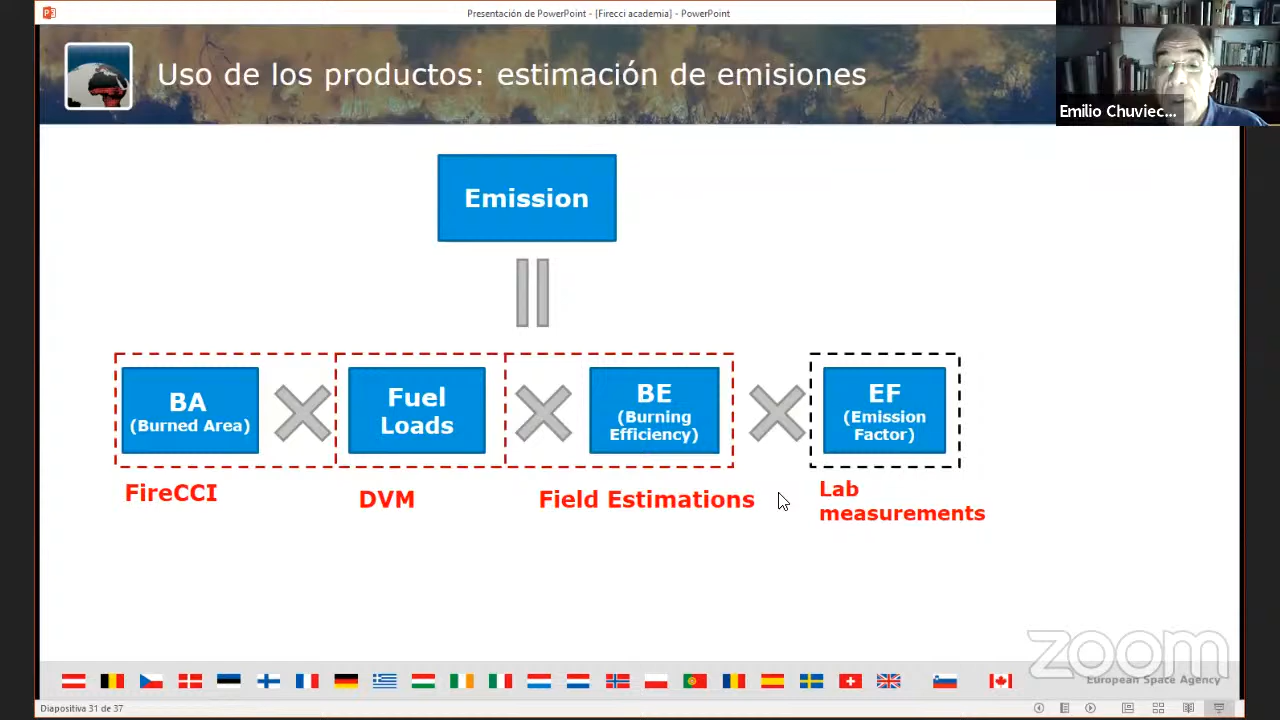 Presentación de PowerPoint - [Firecci academia] - PowerPoint
Uso de los productos: estimación de emisiones
Emilio Chuviec...
Emission
BA
(Burned Area)
Fuel
Loads
BE
(Burning
Efficiency)
EF
(Emission
Factor)
FireCCI
DVM
Field Estimations
Lab
measurements
zoom
European Space Agency
Diapositiva 31 de 37